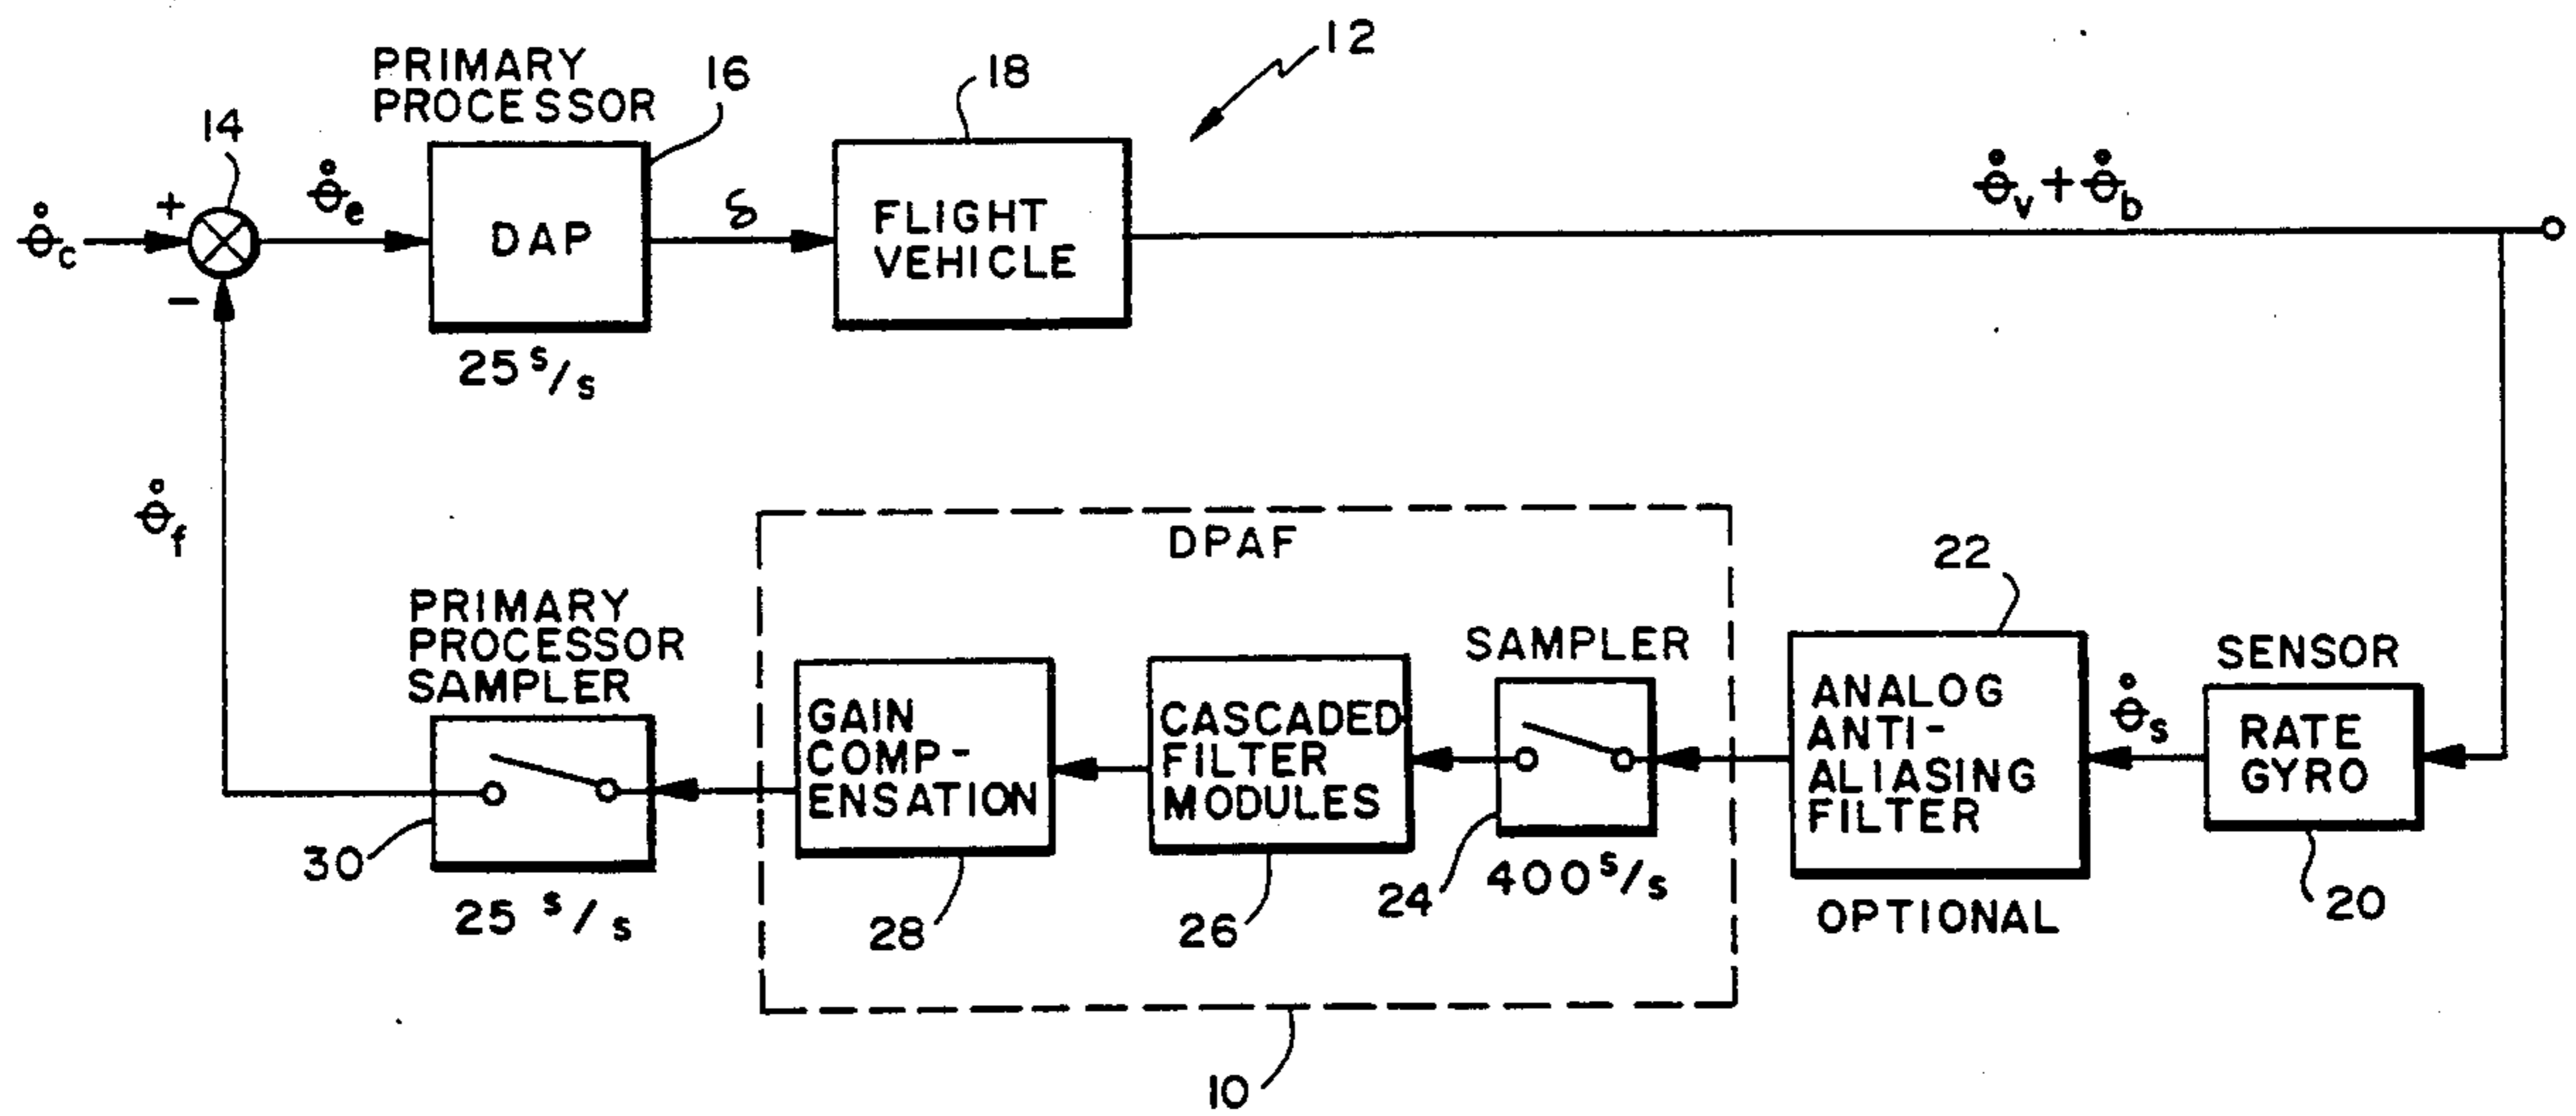 12
PRIMARY
PROCESSOR
16
18
14
+
θ̇c
θ̇e
DAP
δ
FLIGHT
VEHICLE
θ̇v + θ̇b
−
25 s/s
θ̇f
DPAF
22
PRIMARY
PROCESSOR
SAMPLER
SAMPLER
SENSOR
GAIN
COMP-
ENSATION
CASCADED
FILTER
MODULES
ANALOG
ANTI-
ALIASING
FILTER
θ̇s
RATE
GYRO
30
25 s/s
28
26
24
400 s/s
OPTIONAL
20
10